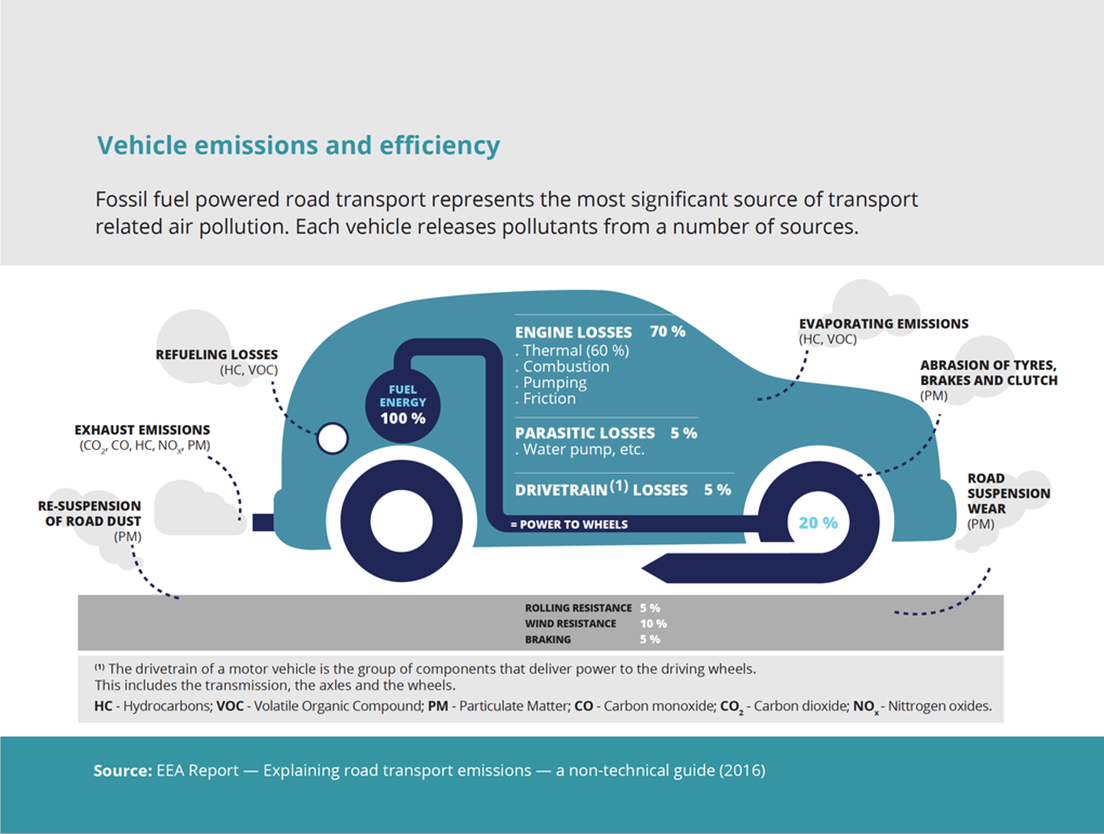 Vehicle emissions and efficiency
Fossil fuel powered road transport represents the most significant source of transport
related air pollution. Each vehicle releases pollutants from a number of sources.
REFUELING LOSSES
(HC, VOC)
EXHAUST EMISSIONS
(CO₂, CO, HC, NOₓ, PM)
RE-SUSPENSION
OF ROAD DUST
(PM)
FUEL
ENERGY
100 %
ENGINE LOSSES 70 %
. Thermal (60 %)
. Combustion
. Pumping
. Friction
PARASITIC LOSSES 5 %
. Water pump, etc.
DRIVETRAIN(1) LOSSES 5 %
= POWER TO WHEELS
20 %
EVAPORATING EMISSIONS
(HC, VOC)
ABRASION OF TYRES,
BRAKES AND CLUTCH
(PM)
ROAD
SUSPENSION
WEAR
(PM)
ROLLING RESISTANCE 5 %
WIND RESISTANCE 10 %
BRAKING 5 %
(1) The drivetrain of a motor vehicle is the group of components that deliver power to the driving wheels.
This includes the transmission, the axles and the wheels.
HC - Hydrocarbons; VOC - Volatile Organic Compound; PM - Particulate Matter; CO - Carbon monoxide; CO₂ - Carbon dioxide; NOₓ - Nittrogen oxides.
Source: EEA Report — Explaining road transport emissions — a non-technical guide (2016)